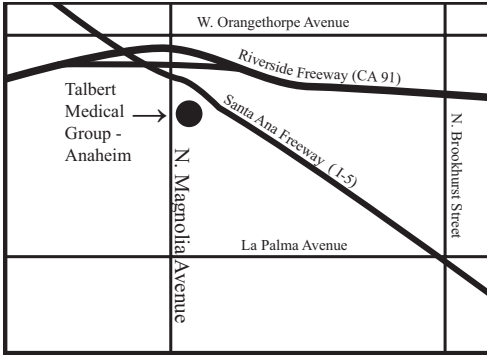 W. Orangethorpe Avenue
Riverside Freeway (CA 91)
Talbert
Medical
Group -
Anaheim
Santa Ana Freeway (1-5)
N. Brookhurst Street
N. Magnolia Avenue
La Palma Avenue